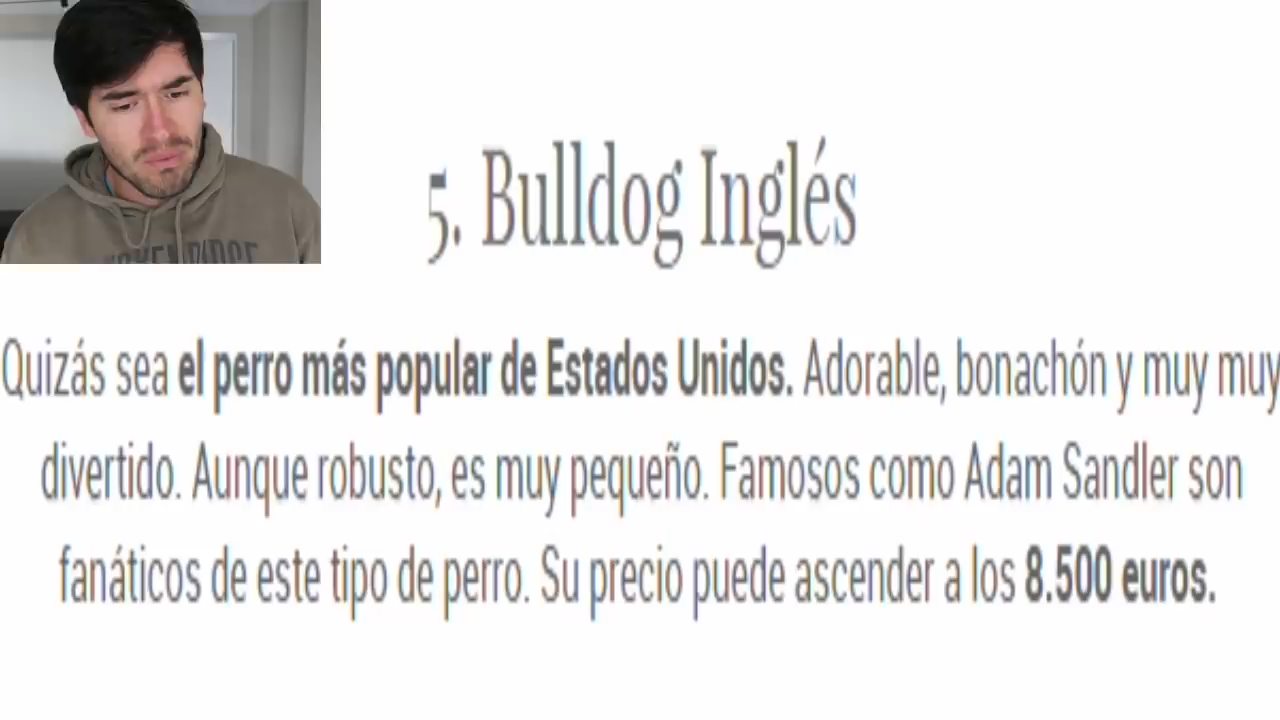 5. Bulldog Inglés
Quizás sea el perro más popular de Estados Unidos. Adorable, bonachón y muy muy
divertido. Aunque robusto, es muy pequeño. Famosos como Adam Sandler son
fanáticos de este tipo de perro. Su precio puede ascender a los 8.500 euros.